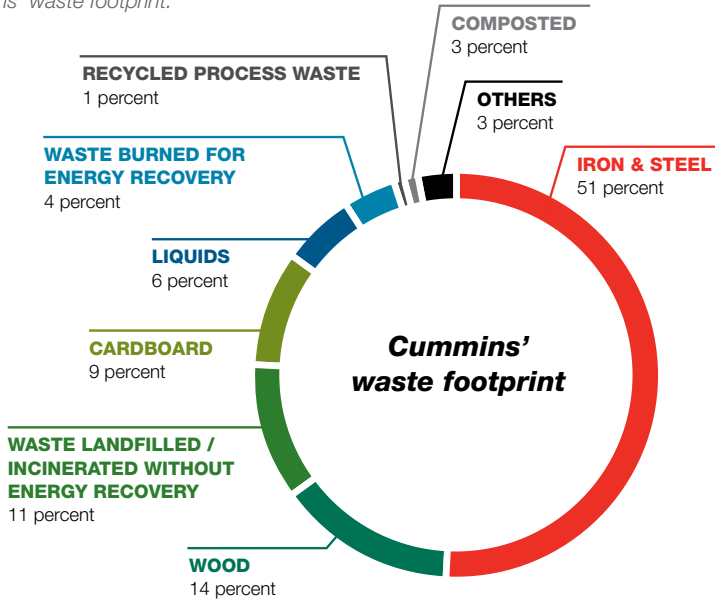 waste footprint.
COMPOSTED
3 percent
RECYCLED PROCESS WASTE
1 percent
OTHERS
3 percent
WASTE BURNED FOR
ENERGY RECOVERY
4 percent
IRON & STEEL
51 percent
LIQUIDS
6 percent
CARDBOARD
9 percent
Cummins’
waste footprint
WASTE LANDFILLED /
INCINERATED WITHOUT
ENERGY RECOVERY
11 percent
WOOD
14 percent